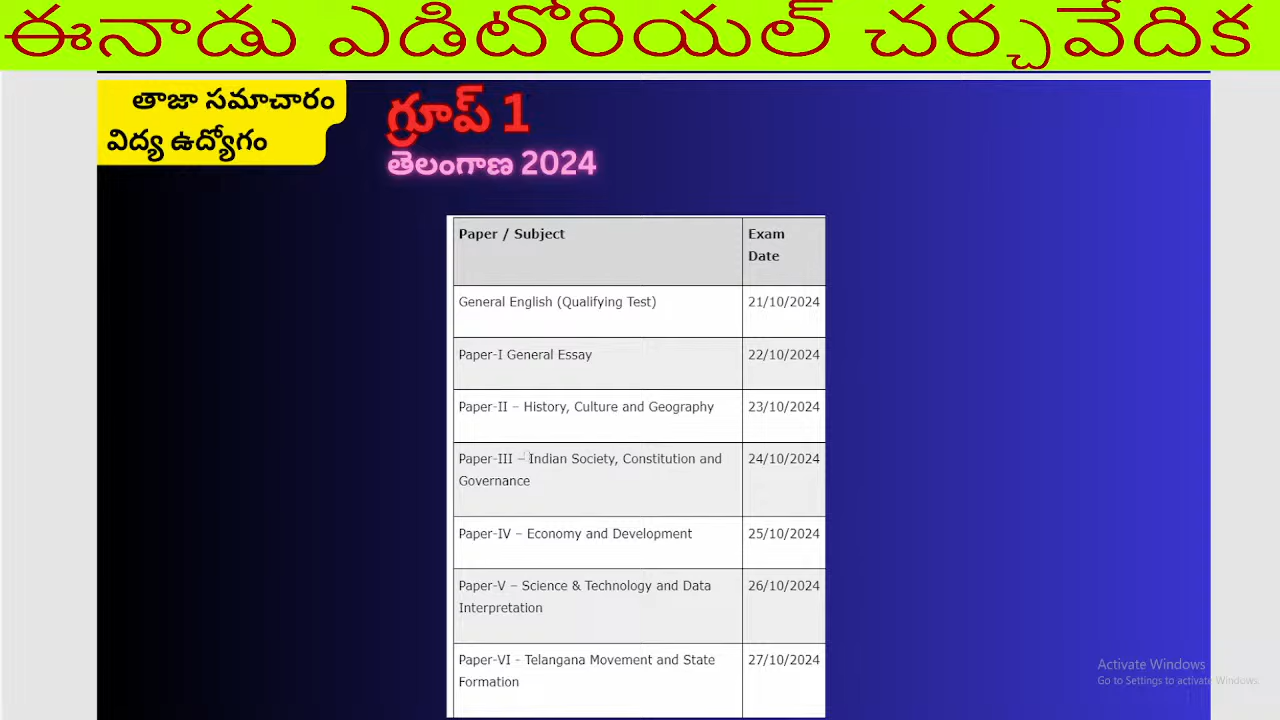 ఈనాడు ఎడిటోరియల్ చర్చావేదిక
తాజా సమాచారం
విద్య ఉద్యోగం
గ్రూప్ 1
తెలంగాణ 2024
Paper / Subject
Exam
Date
General English (Qualifying Test)
21/10/2024
Paper-I General Essay
22/10/2024
Paper-II – History, Culture and Geography
23/10/2024
Paper-III – Indian Society, Constitution and
Governance
24/10/2024
Paper-IV – Economy and Development
25/10/2024
Paper-V – Science & Technology and Data
Interpretation
26/10/2024
Paper-VI - Telangana Movement and State
Formation
27/10/2024
Activate Windows
Go to Settings to activate Windows.